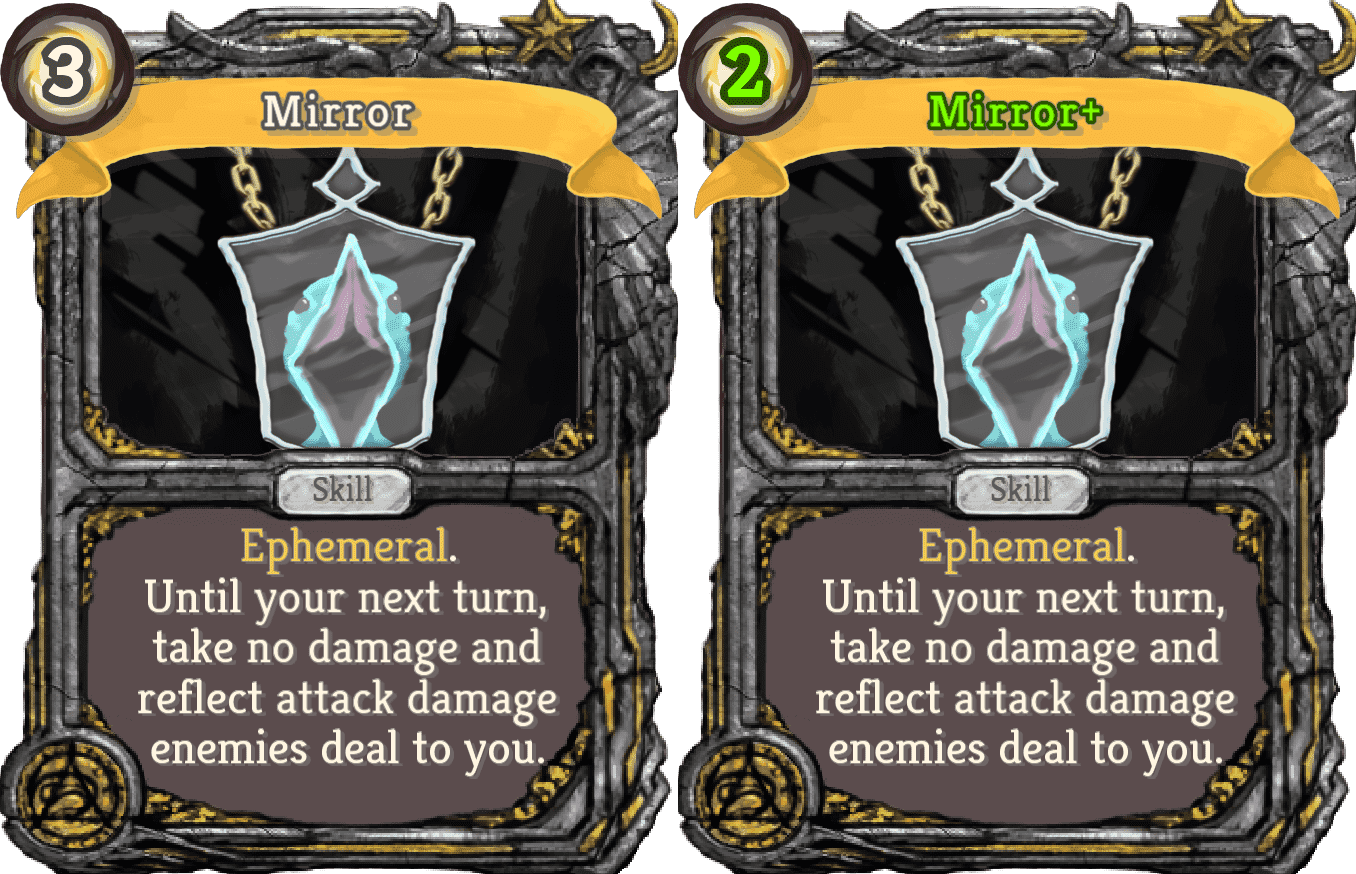 3
Mirror
Skill
Ephemeral.
Until your next turn,
take no damage and
reflect attack damage
enemies deal to you.
2
Mirror+
Skill
Ephemeral.
Until your next turn,
take no damage and
reflect attack damage
enemies deal to you.